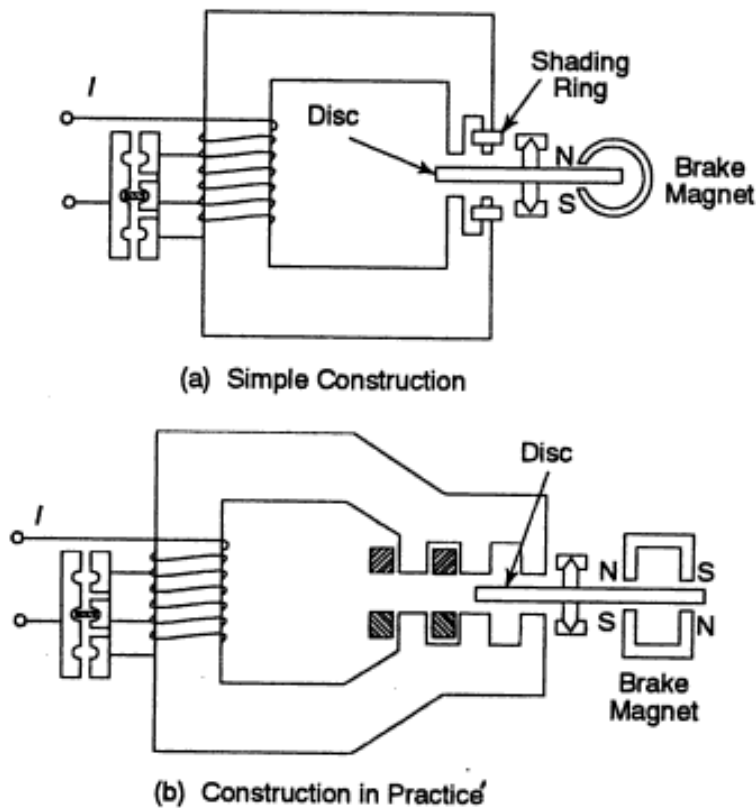 Shading
Ring
I
Disc
N
S
Brake
Magnet
(a) Simple Construction
Disc
I
N
S
S
N
Brake
Magnet
(b) Construction in Practice